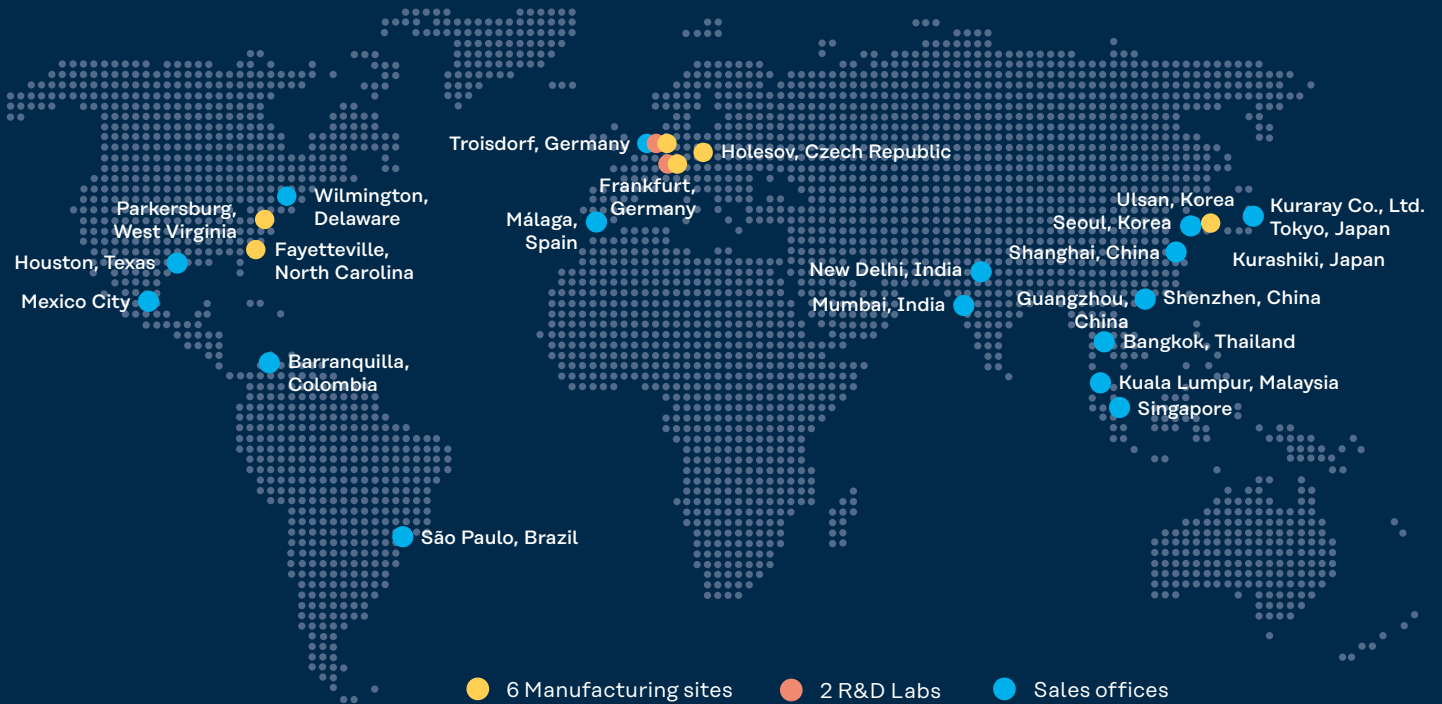 Troisdorf, Germany
Holesov, Czech Republic
Frankfurt,
Germany
Málaga,
Spain
Wilmington,
Delaware
Parkersburg,
West Virginia
Fayetteville,
North Carolina
Houston, Texas
Mexico City
Barranquilla,
Colombia
São Paulo, Brazil
Ulsan, Korea
Seoul, Korea
Kuraray Co., Ltd.
Tokyo, Japan
Kurashiki, Japan
Shanghai, China
New Delhi, India
Mumbai, India
Guangzhou,
China
Shenzhen, China
Bangkok, Thailand
Kuala Lumpur, Malaysia
Singapore
6 Manufacturing sites
2 R&D Labs
Sales offices